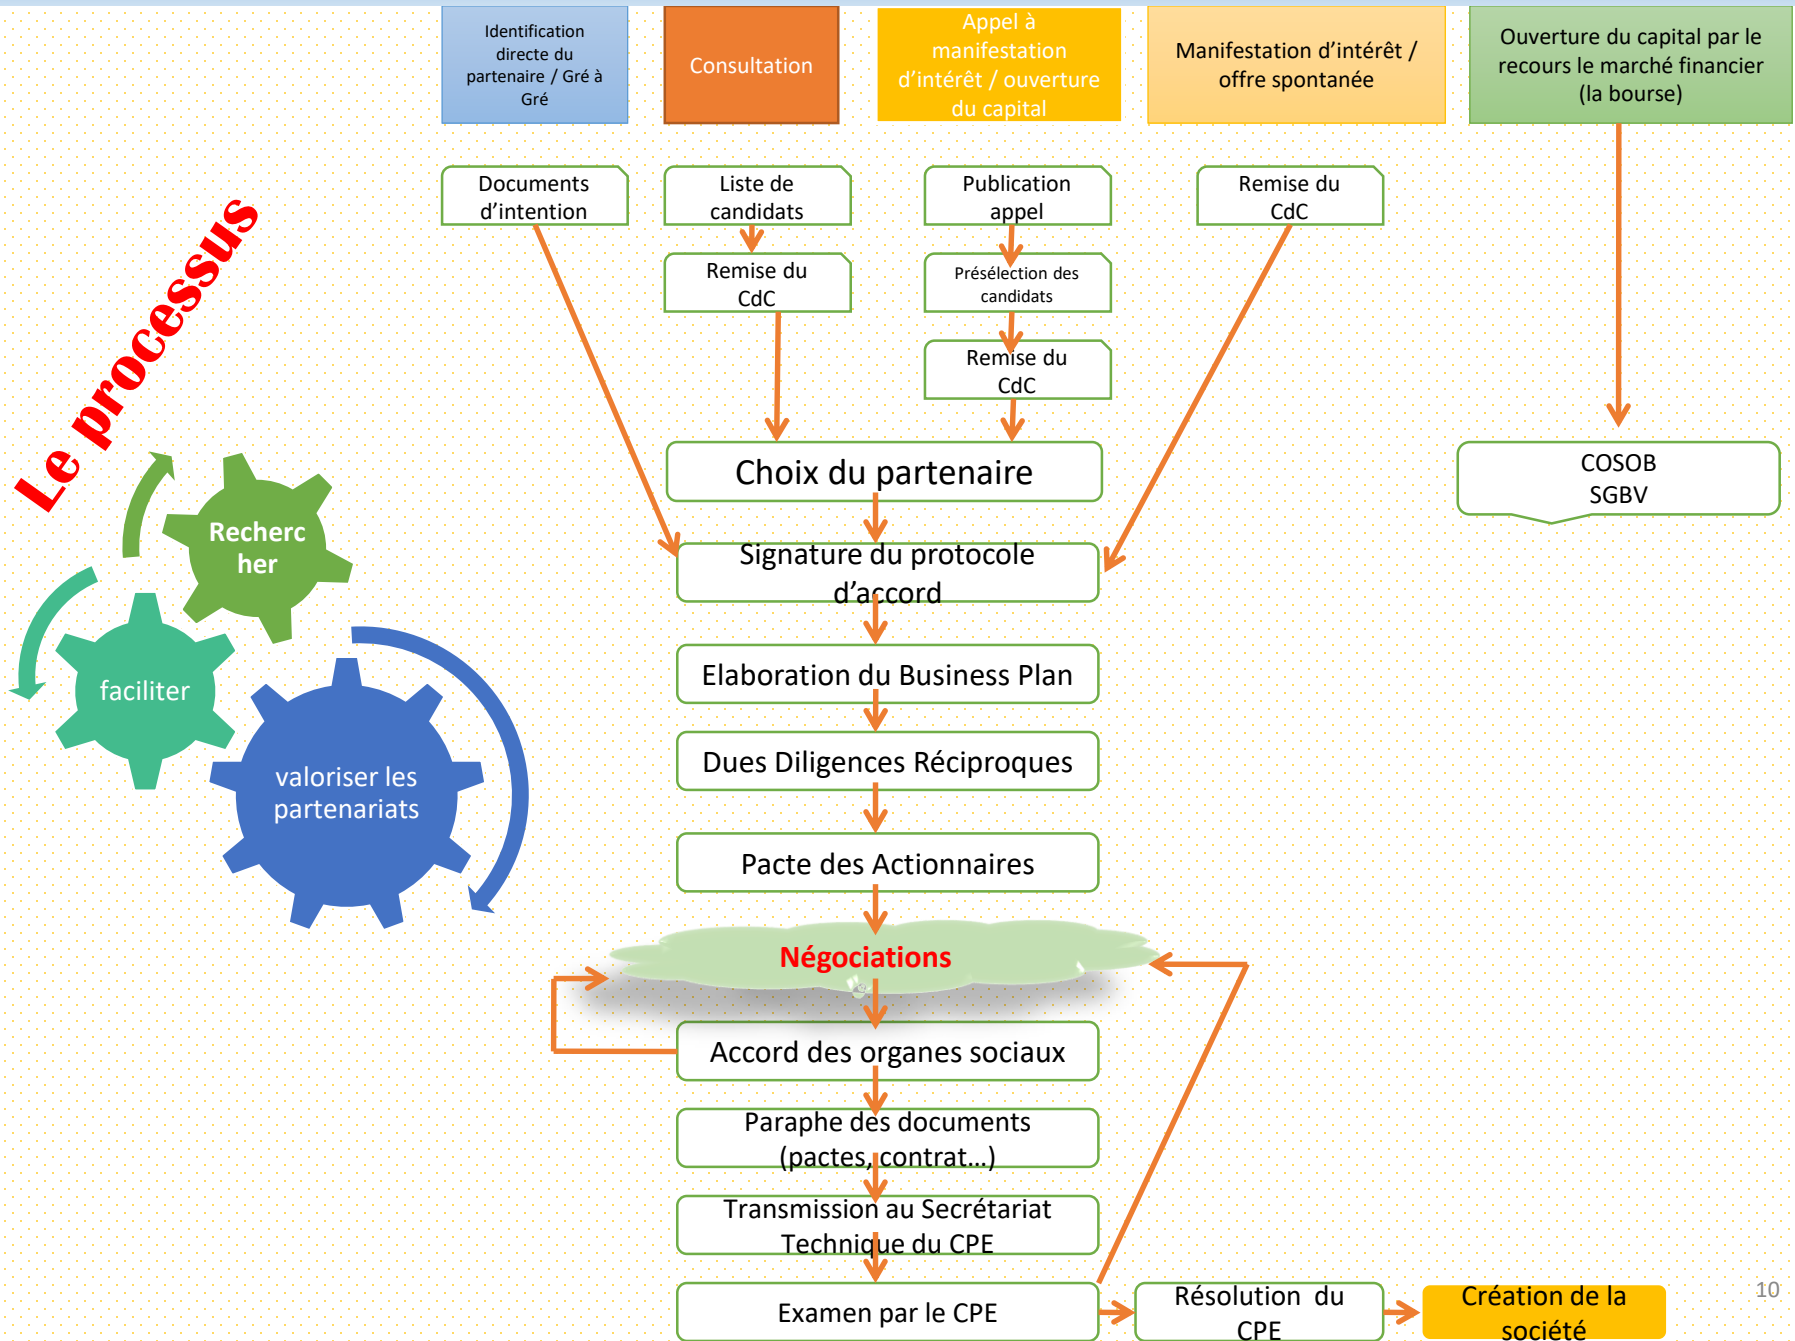 Identification
directe du
partenaire / Gré à
Gré
Consultation
Appel à
manifestation
d'intérêt / ouverture
du capital
Manifestation d'intérêt /
offre spontanée
Ouverture du capital par le
recours le marché financier
(la bourse)
Documents
d'intention
Liste de
candidats
Publication
appel
Remise du
CdC
Remise du
CdC
Présélection des
candidats
Remise du
CdC
Le processus
Choix du partenaire
COSOB
SGBV
Signature du protocole
d'accord
Recherc
her
faciliter
valoriser les
partenariats
Elaboration du Business Plan
Dues Diligences Réciproques
Pacte des Actionnaires
Négociations
Accord des organes sociaux
Paraphe des documents
(pactes, contrat…)
Transmission au Secrétariat
Technique du CPE
Examen par le CPE
Résolution du
CPE
Création de la
société
10